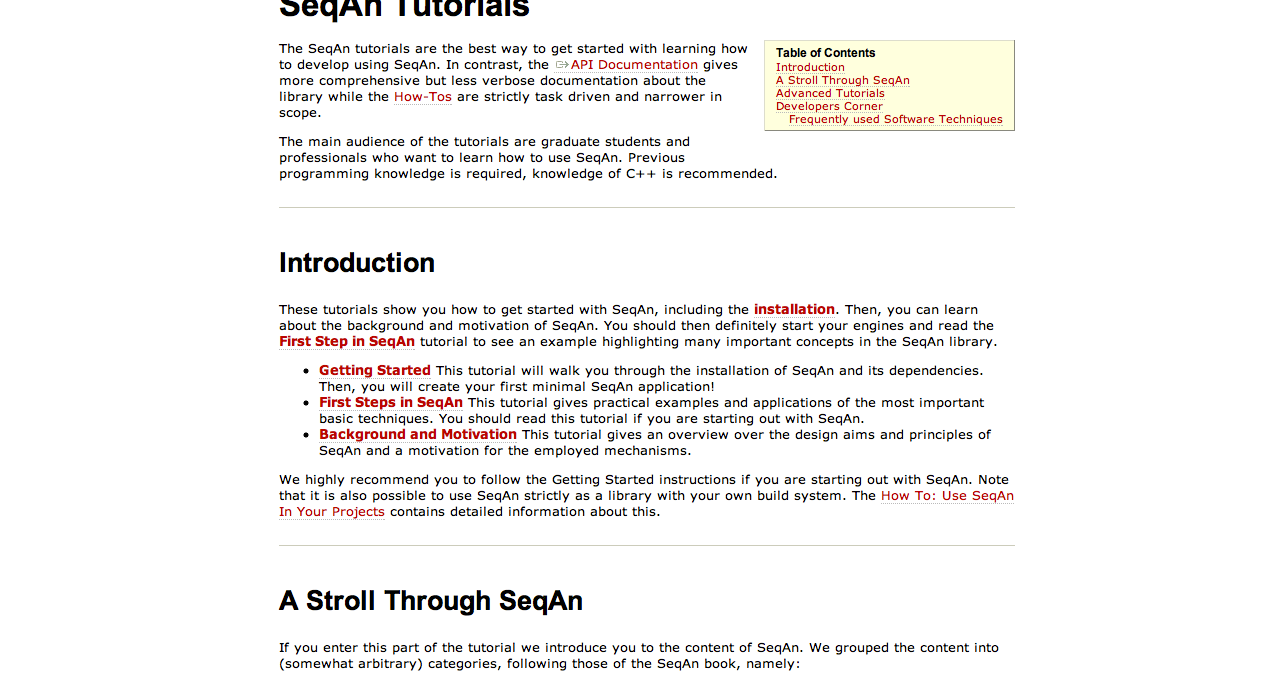 SeqAn Tutorials
The SeqAn tutorials are the best way to get started with learning how
to develop using SeqAn. In contrast, the API Documentation gives
more comprehensive but less verbose documentation about the
library while the How-Tos are strictly task driven and narrower in
scope.
Table of Contents
Introduction
A Stroll Through SeqAn
Advanced Tutorials
Developers Corner
Frequently used Software Techniques
The main audience of the tutorials are graduate students and
professionals who want to learn how to use SeqAn. Previous
programming knowledge is required, knowledge of C++ is recommended.
Introduction
These tutorials show you how to get started with SeqAn, including the installation. Then, you can learn
about the background and motivation of SeqAn. You should then definitely start your engines and read the
First Step in SeqAn tutorial to see an example highlighting many important concepts in the SeqAn library.
• Getting Started This tutorial will walk you through the installation of SeqAn and its dependencies.
Then, you will create your first minimal SeqAn application!
• First Steps in SeqAn This tutorial gives practical examples and applications of the most important
basic techniques. You should read this tutorial if you are starting out with SeqAn.
• Background and Motivation This tutorial gives an overview over the design aims and principles of
SeqAn and a motivation for the employed mechanisms.
We highly recommend you to follow the Getting Started instructions if you are starting out with SeqAn. Note
that it is also possible to use SeqAn strictly as a library with your own build system. The How To: Use SeqAn
In Your Projects contains detailed information about this.
A Stroll Through SeqAn
If you enter this part of the tutorial we introduce you to the content of SeqAn. We grouped the content into
(somewhat arbitrary) categories, following those of the SeqAn book, namely: